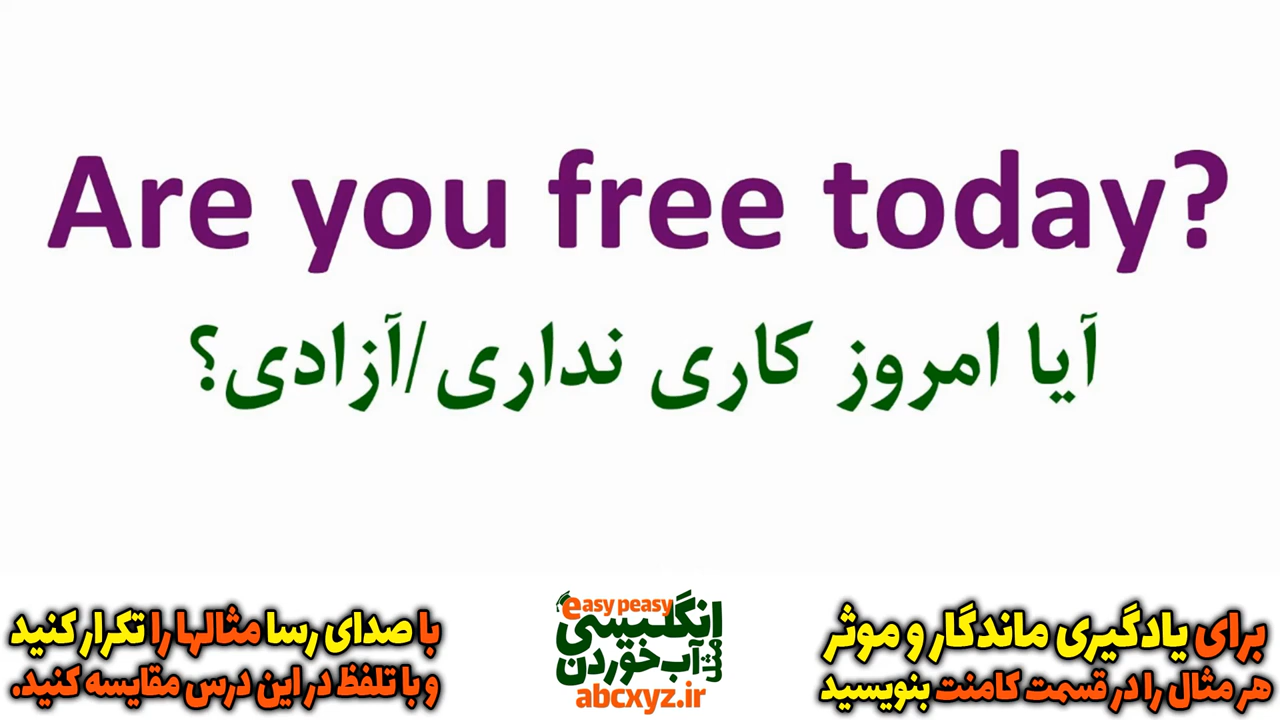 Are you free today?
آیا امروز کاری نداری/آزادی؟
برای یادگیری ماندگار و موثر
هر مثال را در قسمت کامنت بنویسید
easy peasy
انگلیسی
مثل آب خوردن
abcxyz.ir
با صدای رسا مثالها را تکرار کنید
و با تلفظ در این درس مقایسه کنید.